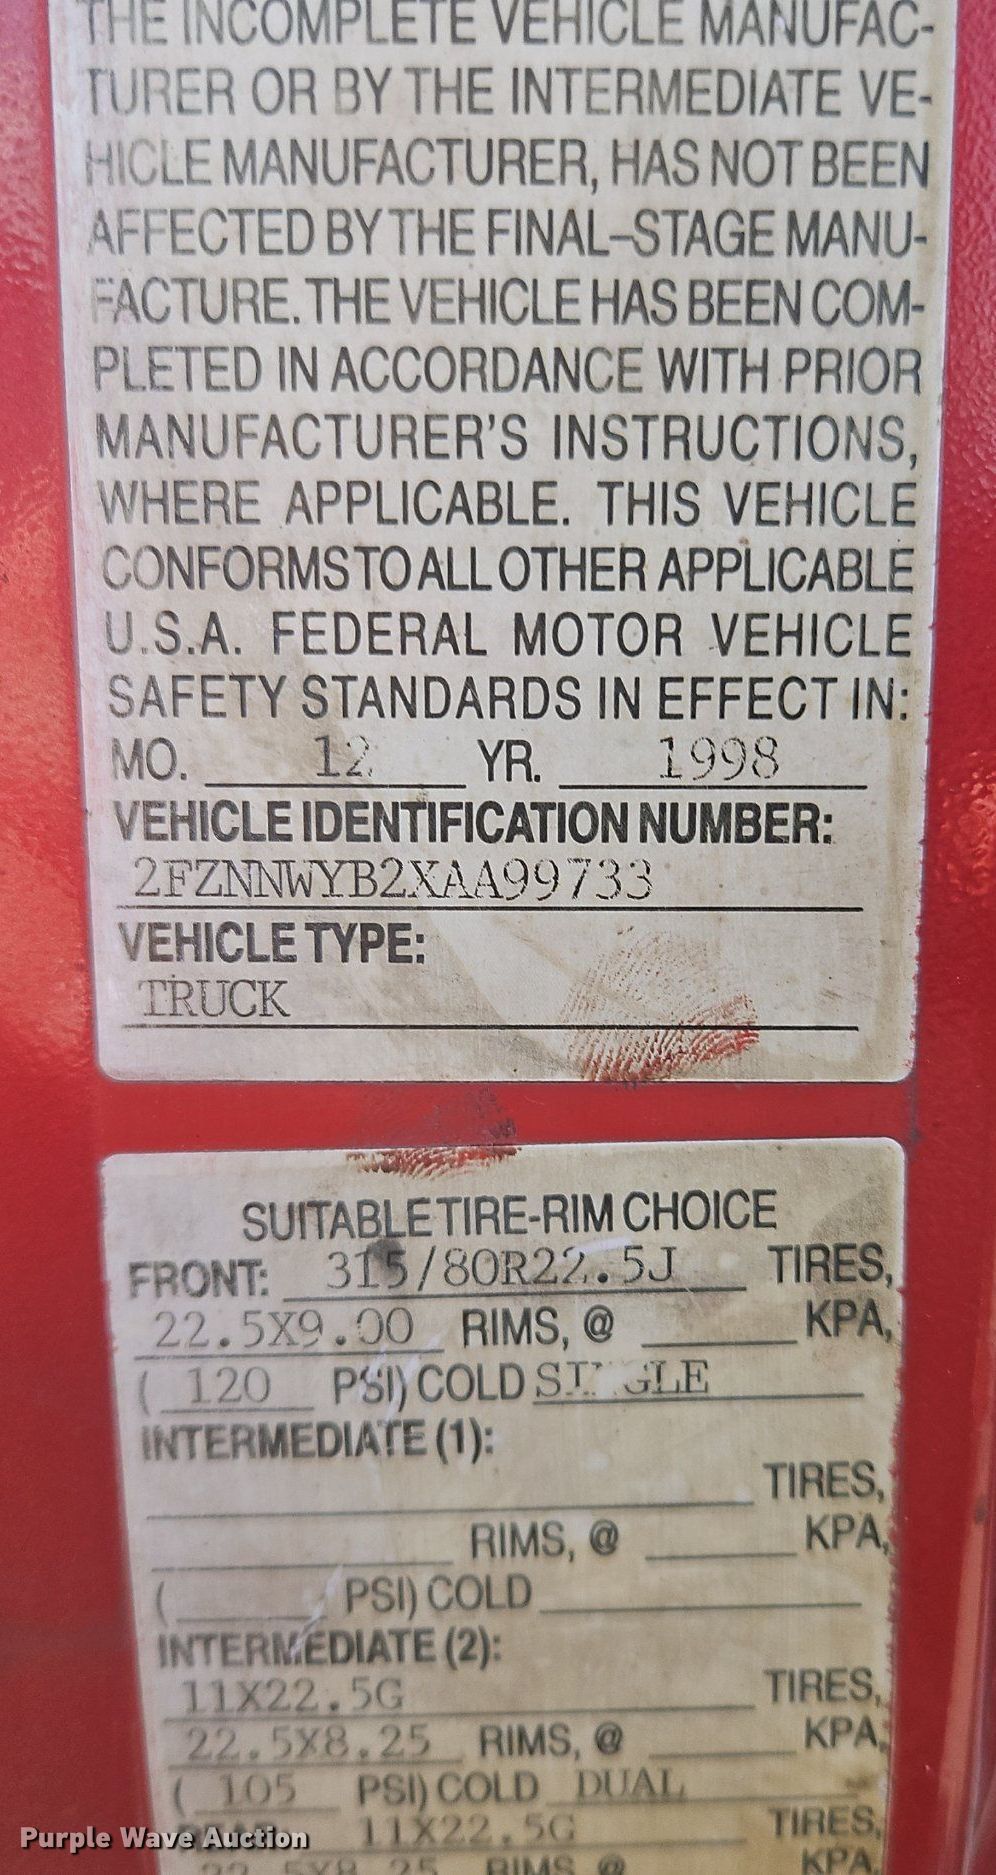 THE INCOMPLETE VEHICLE MANUFAC-
TURER OR BY THE INTERMEDIATE VE-
HICLE MANUFACTURER, HAS NOT BEEN
AFFECTED BY THE FINAL-STAGE MANU-
FACTURE. THE VEHICLE HAS BEEN COM-
PLETED IN ACCORDANCE WITH PRIOR
MANUFACTURER'S INSTRUCTIONS,
WHERE APPLICABLE. THIS VEHICLE
CONFORMS TO ALL OTHER APPLICABLE
U.S.A. FEDERAL MOTOR VEHICLE
SAFETY STANDARDS IN EFFECT IN:
MO. 12 YR. 1998
VEHICLE IDENTIFICATION NUMBER:
2FZNNWYB2XAA99733
VEHICLE TYPE:
TRUCK
SUITABLE TIRE-RIM CHOICE
FRONT: 315/80R22.5J TIRES,
22.5X9.00 RIMS, @ KPA,
( 120 PSI) COLD SINGLE
INTERMEDIATE (1):
TIRES,
RIMS, @ KPA,
( PSI) COLD
INTERMEDIATE (2):
11X22.5G TIRES,
22.5X8.25 RIMS, @ KPA,
( 105 PSI) COLD DUAL
11X22.5G TIRES,
22.5X8.25 RIMS @ KPA
Purple Wave Auction